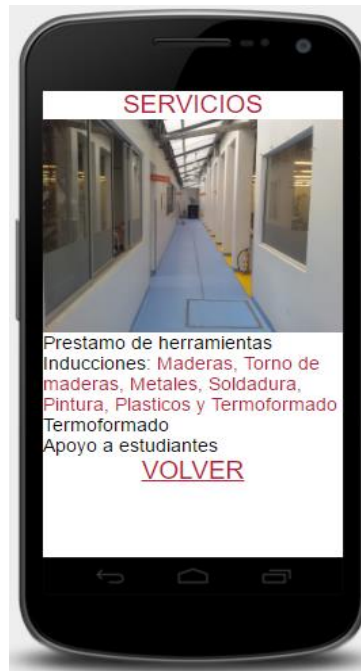 SERVICIOS
Prestamo de herramientas
Inducciones: Maderas, Torno de
maderas, Metales, Soldadura,
Pintura, Plasticos y Termoformado
Termoformado
Apoyo a estudiantes
VOLVER